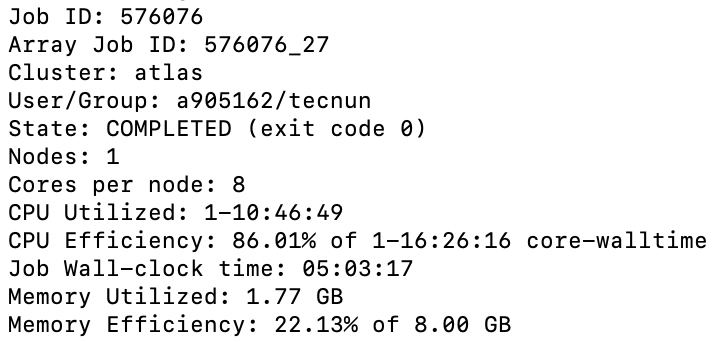 Job ID: 576076
Array Job ID: 576076_27
Cluster: atlas
User/Group: a905162/tecnun
State: COMPLETED (exit code 0)
Nodes: 1
Cores per node: 8
CPU Utilized: 1-10:46:49
CPU Efficiency: 86.01% of 1-16:26:16 core-walltime
Job Wall-clock time: 05:03:17
Memory Utilized: 1.77 GB
Memory Efficiency: 22.13% of 8.00 GB